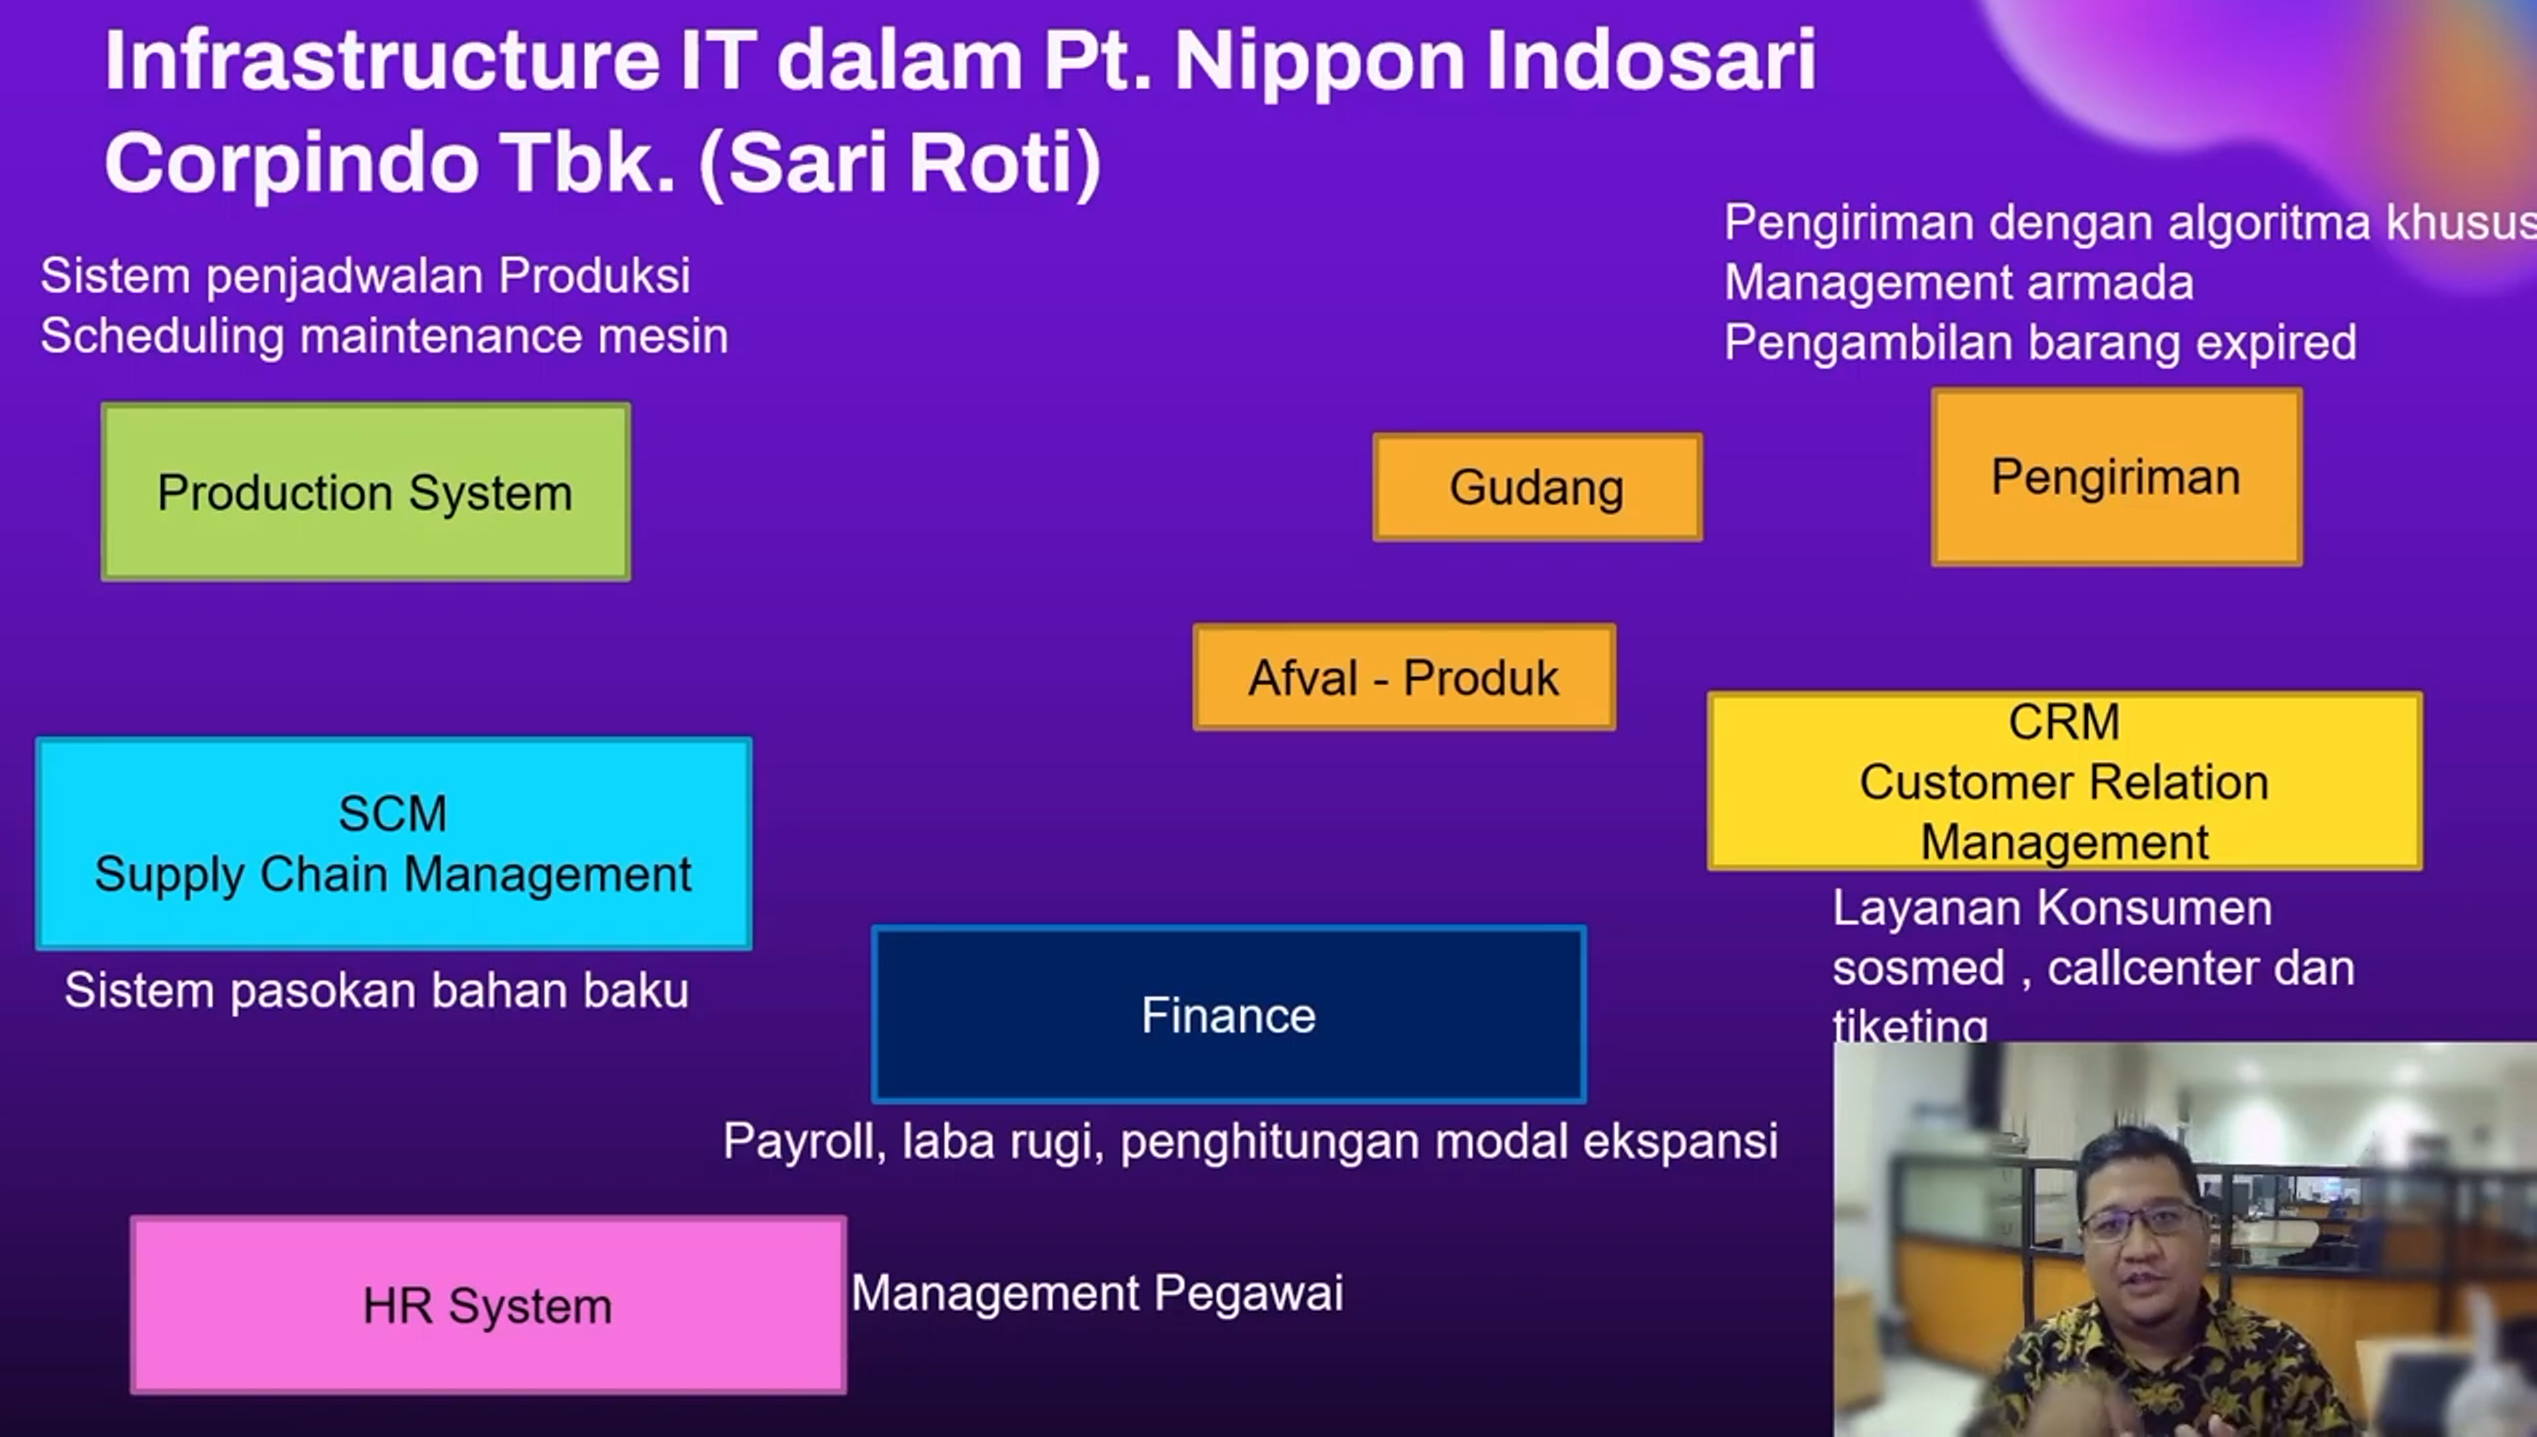 Infrastructure IT dalam Pt. Nippon Indosari
Corpindo Tbk. (Sari Roti)
Sistem penjadwalan Produksi
Scheduling maintenance mesin
Pengiriman dengan algoritma khusus
Management armada
Pengambilan barang expired
Production System
Gudang
Pengiriman
Afval - Produk
SCM
Supply Chain Management
Sistem pasokan bahan baku
CRM
Customer Relation
Management
Layanan Konsumen
sosmed , callcenter dan
tiketing
Finance
Payroll, laba rugi, penghitungan modal ekspansi
HR System
Management Pegawai